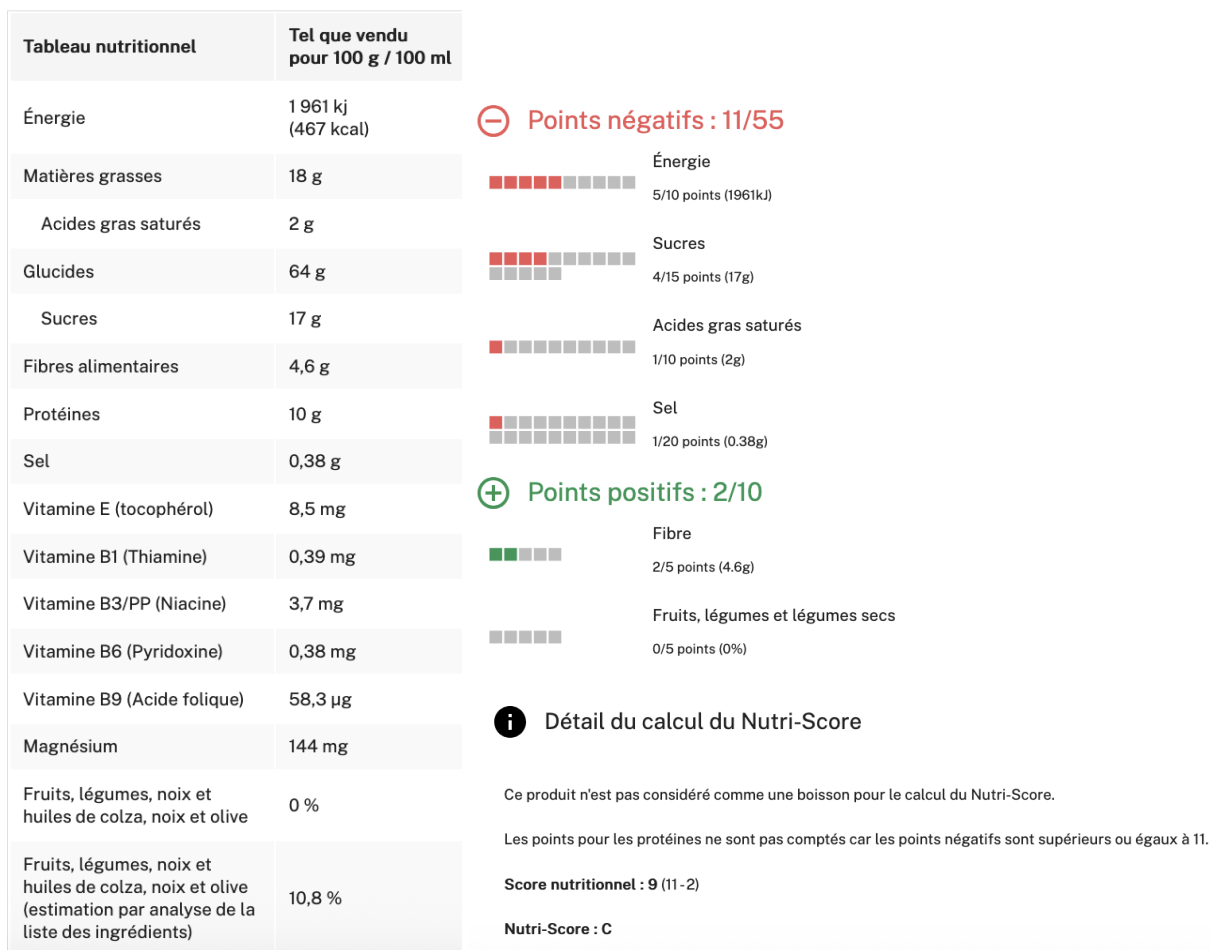 Tableau nutritionnel
Tel que vendu
pour 100 g / 100 ml
Énergie
1 961 kj
(467 kcal)
Matières grasses
18 g
Acides gras saturés
2 g
Glucides
64 g
Sucres
17 g
Fibres alimentaires
4,6 g
Protéines
10 g
Sel
0,38 g
Vitamine E (tocophérol)
8,5 mg
Vitamine B1 (Thiamine)
0,39 mg
Vitamine B3/PP (Niacine)
3,7 mg
Vitamine B6 (Pyridoxine)
0,38 mg
Vitamine B9 (Acide folique)
58,3 µg
Magnésium
144 mg
Fruits, légumes, noix et
huiles de colza, noix et olive
0 %
Fruits, légumes, noix et
huiles de colza, noix et olive
(estimation par analyse de la
liste des ingrédients)
10,8 %
Points négatifs : 11/55
Énergie
5/10 points (1961kJ)
Sucres
4/15 points (17g)
Acides gras saturés
1/10 points (2g)
Sel
1/20 points (0.38g)
Points positifs : 2/10
Fibre
2/5 points (4.6g)
Fruits, légumes et légumes secs
0/5 points (0%)
i Détail du calcul du Nutri-Score
Ce produit n'est pas considéré comme une boisson pour le calcul du Nutri-Score.
Les points pour les protéines ne sont pas comptés car les points négatifs sont supérieurs ou égaux à 11.
Score nutritionnel : 9 (11 - 2)
Nutri-Score : C